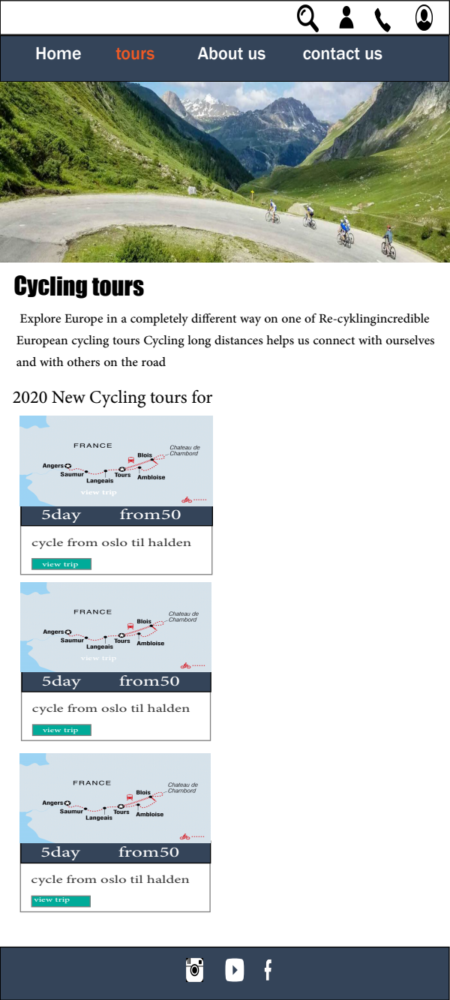 Home tours About us contact us
Cycling tours
Explore Europe in a completely different way on one of Re-cyklingincredible
European cycling tours Cycling long distances helps us connect with ourselves
and with others on the road
2020 New Cycling tours for
FRANCE
Chateau de
Chambord
Blois
Angers
Saumur
Langeais
Tours
Ambloise
view trip
5day from50
cycle from oslo til halden
view trip
FRANCE
Chateau de
Chambord
Blois
Angers
Saumur
Langeais
Tours
Ambloise
view trip
5day from50
cycle from oslo til halden
view trip
FRANCE
Chateau de
Chambord
Blois
Angers
Saumur
Langeais
Tours
Ambloise
5day from50
cycle from oslo til halden
view trip